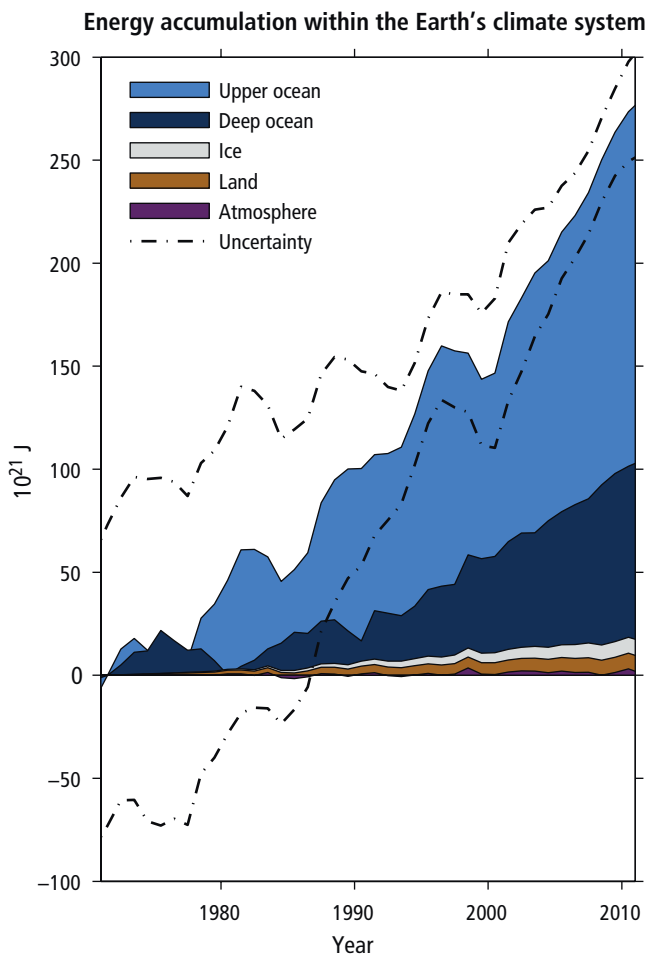 Energy accumulation within the Earth's climate system
300
250
200
150
100
50
0
−50
−100
10²¹ J
Upper ocean
Deep ocean
Ice
Land
Atmosphere
Uncertainty
1980
1990
2000
2010
Year